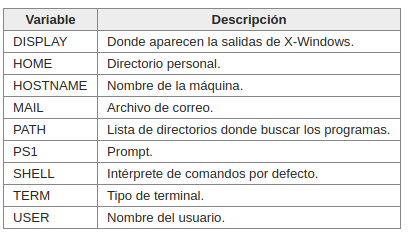 Variable Descripción
DISPLAY Donde aparecen la salidas de X-Windows.
HOME Directorio personal.
HOSTNAME Nombre de la máquina.
MAIL Archivo de correo.
PATH Lista de directorios donde buscar los programas.
PS1 Prompt.
SHELL Intérprete de comandos por defecto.
TERM Tipo de terminal.
USER Nombre del usuario.